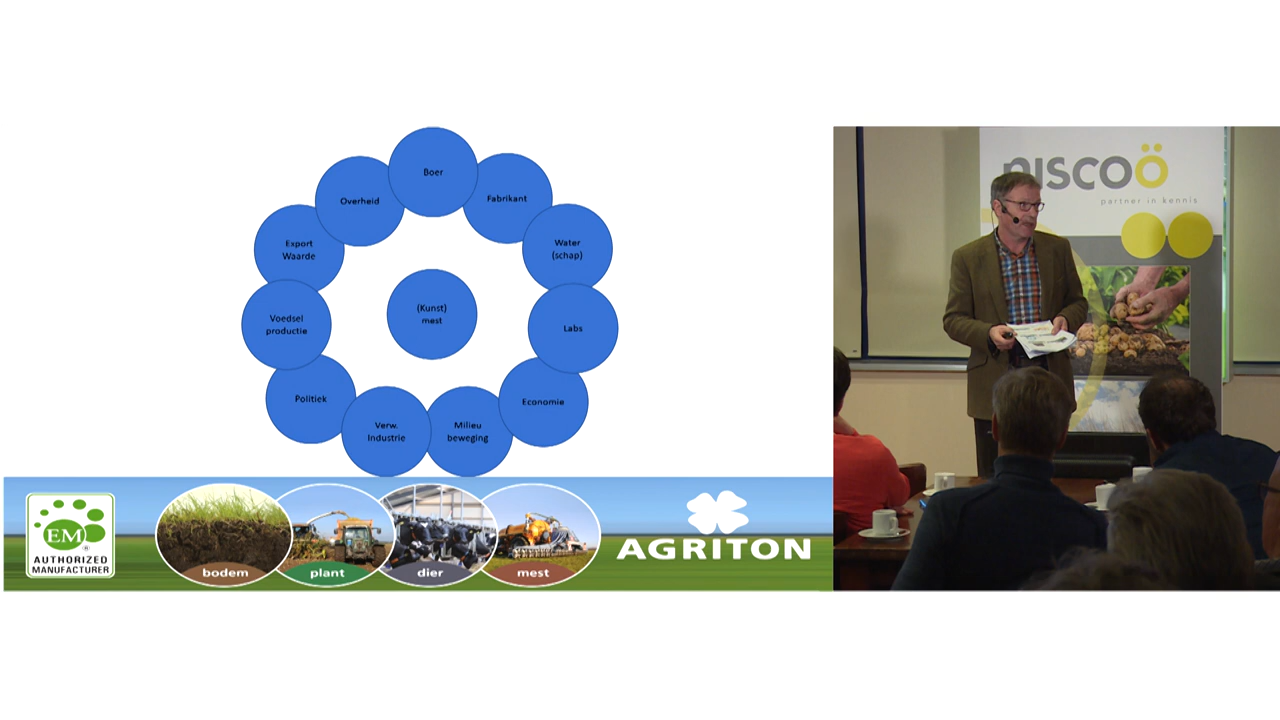 Boer
Fabrikant
Water
(schap)
Labs
Economie
Milieu
beweging
Verw.
Industrie
Politiek
Voedsel
productie
Export
Waarde
Overheid
(Kunst)
mest
EM
®
AUTHORIZED
MANUFACTURER
bodem
plant
dier
mest
AGRITON
niscoö
partner in kennis